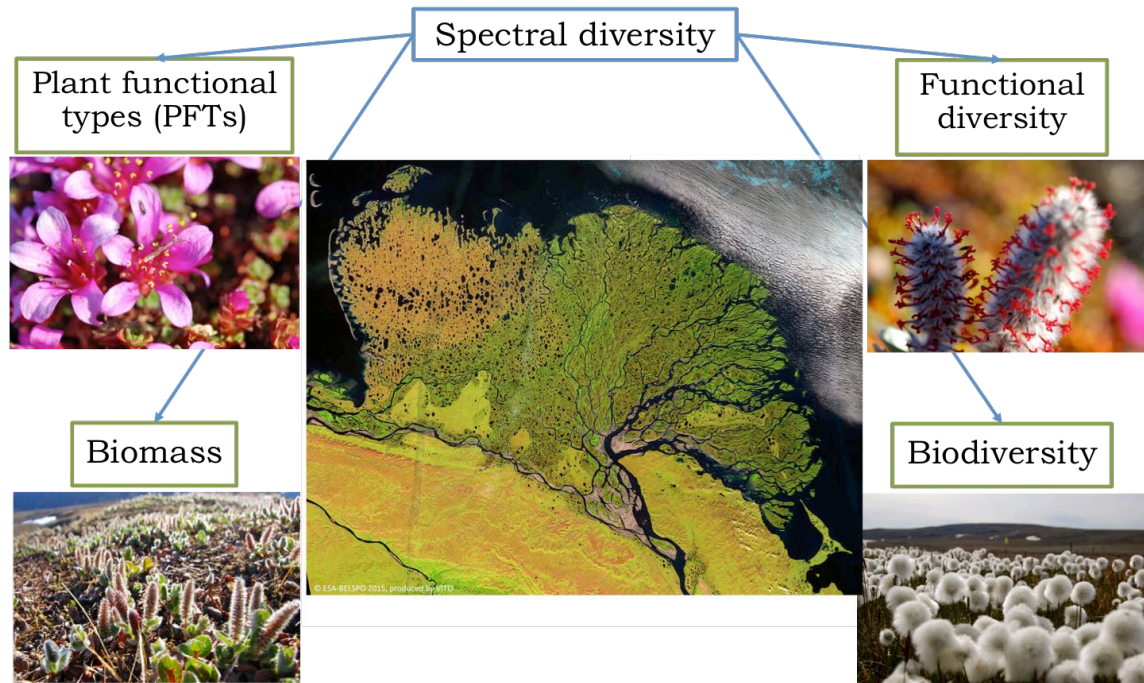 Spectral diversity
Plant functional
types (PFTs)
Functional
diversity
Biomass
Biodiversity
© ESA-BELSPO 2015, produced by VITO